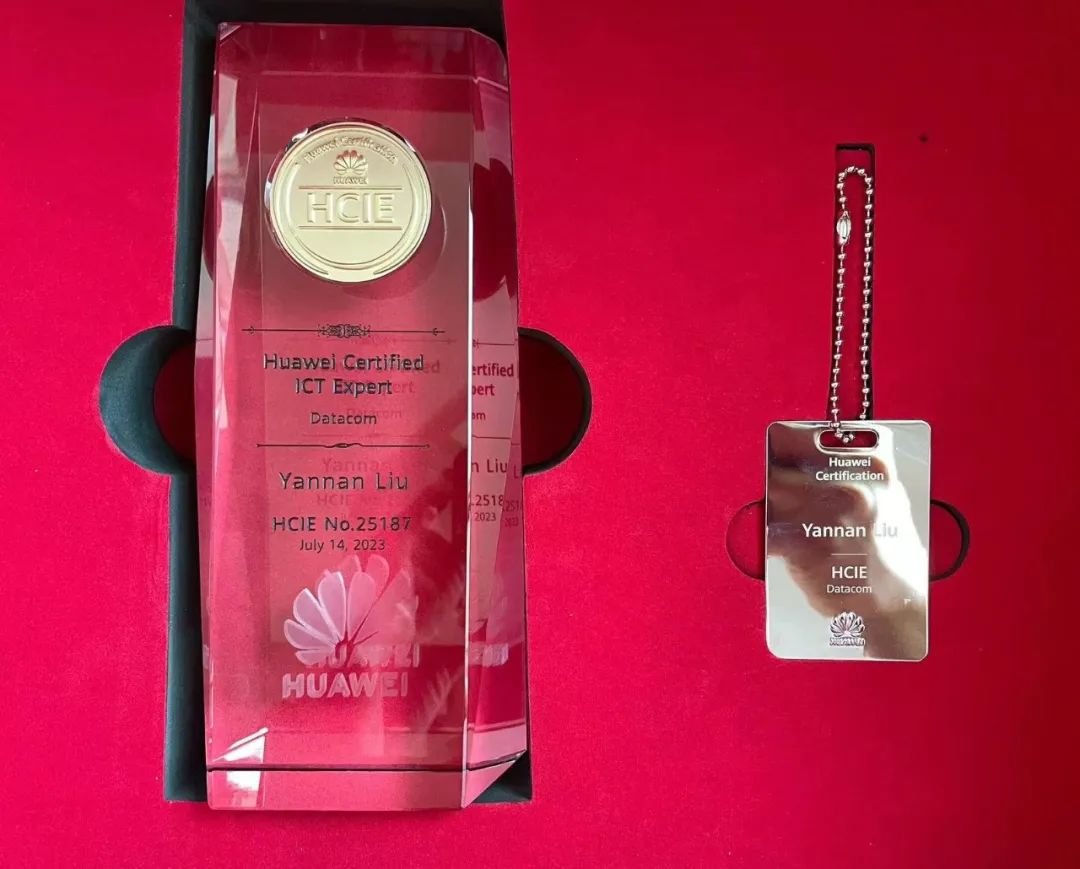 Huawei Certification
HUAWEI
HCIE
Huawei Certified
ICT Expert
Datacom
Yannan Liu
HCIE No.25187
July 14, 2023
HUAWEI
Huawei
Certification
Yannan Liu
HCIE
Datacom
HUAWEI